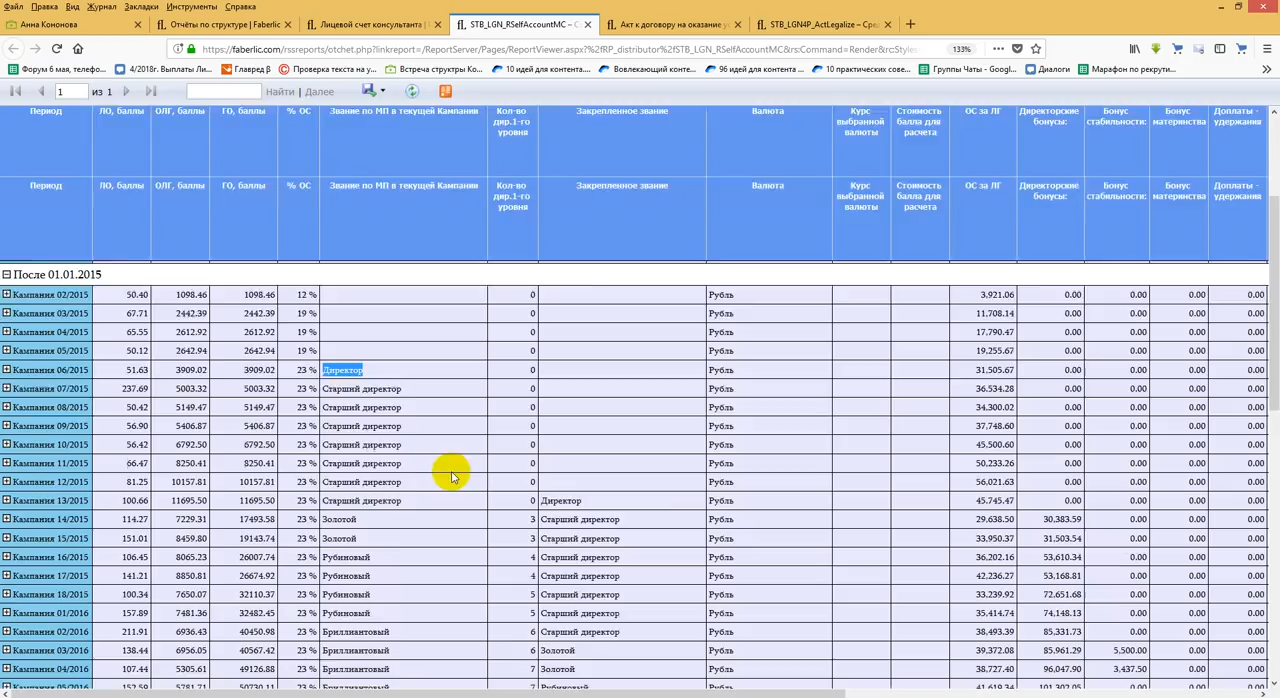 Файл Правка Вид Журнал Закладки Инструменты Справка
Анна Кононова
Отчёты по структуре | Faberlic
Лицевой счет консультанта |
STB_LGN_RSelfAccountMC – С
Акт к договору на оказание у
STB_LGN4P_ActLegalize – Сре
https://faberlic.com/rssreports/otchet.php?linkreport=/ReportServer/Pages/ReportViewer.aspx?%2fRP_distributor%2fSTB_LGN_RSelfAccountMC&rs:Command=Render&rc:Styles 133%
Форум 6 мая, телефо... 4/2018г. Выплаты Ли... Главред β Проверка текста на у... Встреча структуры Ко... 10 идей для контента... Вовлекающий конте... 96 идей для контента ... 10 практических сове... Группы Чаты - Googl... Диалоги Марафон по рекрути...
1 из 1 Найти | Далее
Период ЛО, баллы ОЛГ, баллы ГО, баллы % ОС Звание по МП в текущей Кампании Кол-во дир.1-го уровня Закрепленное звание Валюта Курс выбранной валюты Стоимость балла для расчета ОС за ЛГ Директорские бонусы: Бонус стабильности: Бонус материнства Доплаты - удержания
Период ЛО, баллы ОЛГ, баллы ГО, баллы % ОС Звание по МП в текущей Кампании Кол-во дир.1-го уровня Закрепленное звание Валюта Курс выбранной валюты Стоимость балла для расчета ОС за ЛГ Директорские бонусы: Бонус стабильности: Бонус материнства Доплаты - удержания
После 01.01.2015
Кампания 02/2015 50.40 1098.46 1098.46 12 % 0 Рубль 3,921.06 0.00 0.00 0.00 0.00
Кампания 03/2015 67.71 2442.39 2442.39 19 % 0 Рубль 11,708.14 0.00 0.00 0.00 0.00
Кампания 04/2015 65.55 2612.92 2612.92 19 % 0 Рубль 17,790.47 0.00 0.00 0.00 0.00
Кампания 05/2015 50.12 2642.94 2642.94 19 % 0 Рубль 19,255.67 0.00 0.00 0.00 0.00
Кампания 06/2015 51.63 3909.02 3909.02 23 % Директор 0 Рубль 31,505.67 0.00 0.00 0.00 0.00
Кампания 07/2015 237.69 5003.32 5003.32 23 % Старший директор 0 Рубль 36,534.28 0.00 0.00 0.00 0.00
Кампания 08/2015 50.42 5149.47 5149.47 23 % Старший директор 0 Рубль 34,300.02 0.00 0.00 0.00 0.00
Кампания 09/2015 56.90 5406.87 5406.87 23 % Старший директор 0 Рубль 37,748.60 0.00 0.00 0.00 0.00
Кампания 10/2015 56.42 6792.50 6792.50 23 % Старший директор 0 Рубль 45,500.60 0.00 0.00 0.00 0.00
Кампания 11/2015 66.47 8250.41 8250.41 23 % Старший директор 0 Рубль 50,233.26 0.00 0.00 0.00 0.00
Кампания 12/2015 81.25 10157.81 10157.81 23 % Старший директор 0 Рубль 56,021.63 0.00 0.00 0.00 0.00
Кампания 13/2015 100.66 11695.50 11695.50 23 % Старший директор 0 Директор Рубль 45,745.47 0.00 0.00 0.00 0.00
Кампания 14/2015 114.27 7229.31 17493.58 23 % Золотой 3 Старший директор Рубль 29,638.50 30,383.59 0.00 0.00 0.00
Кампания 15/2015 151.01 8459.80 19143.74 23 % Золотой 3 Старший директор Рубль 33,950.37 31,503.54 0.00 0.00 0.00
Кампания 16/2015 106.45 8065.23 26007.74 23 % Рубиновый 4 Старший директор Рубль 36,202.16 53,610.34 0.00 0.00 0.00
Кампания 17/2015 141.21 8850.81 26674.92 23 % Рубиновый 4 Старший директор Рубль 42,236.27 53,168.81 0.00 0.00 0.00
Кампания 18/2015 100.34 7650.07 32110.37 23 % Рубиновый 5 Старший директор Рубль 33,239.92 72,651.68 0.00 0.00 0.00
Кампания 01/2016 157.89 7481.36 32482.45 23 % Рубиновый 5 Старший директор Рубль 35,414.74 74,148.13 0.00 0.00 0.00
Кампания 02/2016 211.91 6936.43 40450.98 23 % Бриллиантовый 6 Старший директор Рубль 38,493.39 85,331.73 0.00 0.00 0.00
Кампания 03/2016 138.44 6956.05 40567.42 23 % Бриллиантовый 6 Золотой Рубль 39,372.08 85,961.29 5,500.00 0.00 0.00
Кампания 04/2016 107.44 5305.61 49126.88 23 % Бриллиантовый 7 Золотой Рубль 38,727.40 96,047.90 3,437.50 0.00 0.00
Кампания 05/2016 152.59 5781.71 50730.11 23 % Бриллиантовый 7 Рубиновый Рубль 41,619.34 101,302.05 0.00 0.00 0.00